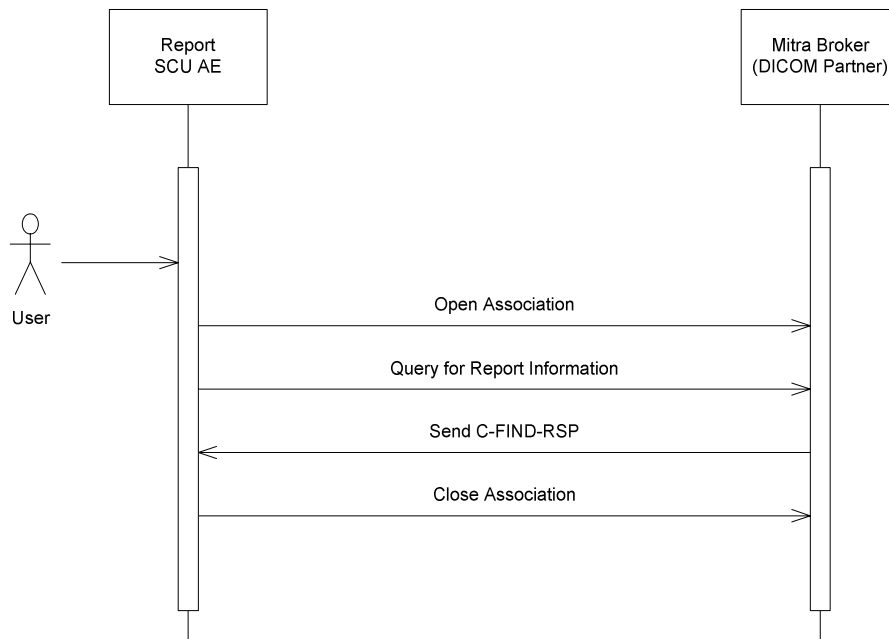 Report
SCU AE
Mitra Broker
(DICOM Partner)
User
Open Association
Query for Report Information
Send C-FIND-RSP
Close Association